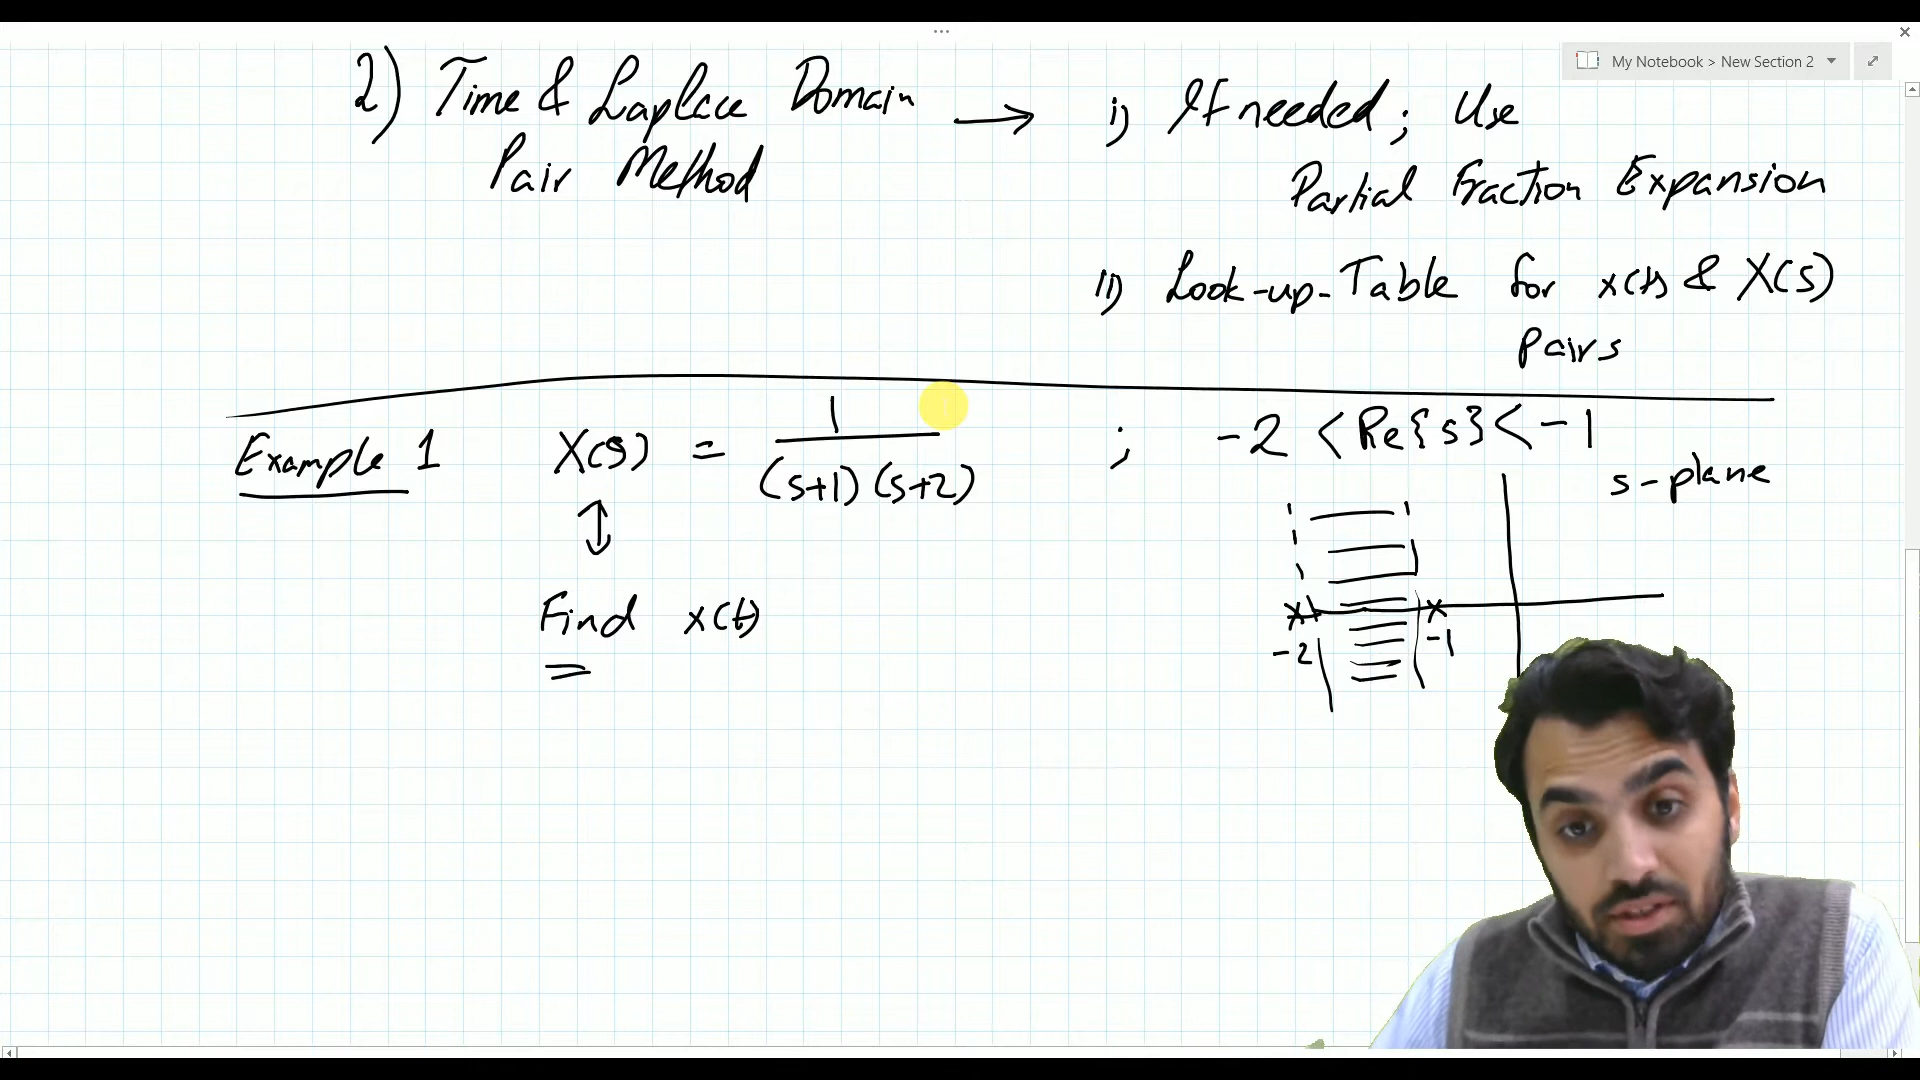 My Notebook > New Section 2
2) Time & Laplace Domain → i) If needed; Use
Pair Method
Partial Fraction Expansion
ii) Look-up-Table for x(t) & X(s)
Pairs
Example 1 X(s) = 1 / (s+1)(s+2) ; -2 < Re{s} < -1
s-plane
↕
Find x(t)
-2 -1